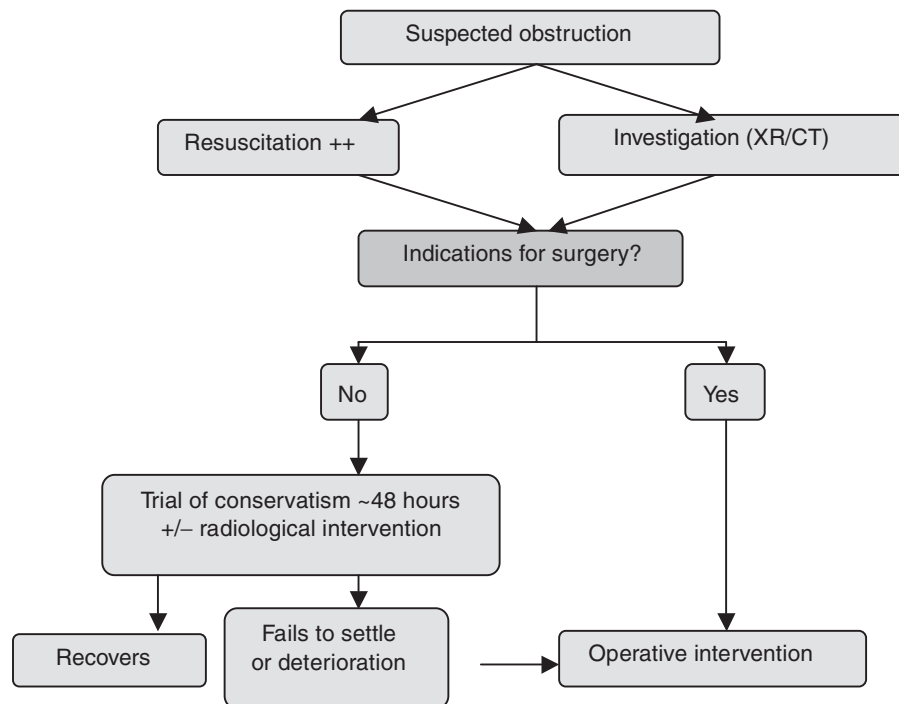 Suspected obstruction
Resuscitation ++
Investigation (XR/CT)
Indications for surgery?
No
Yes
Trial of conservatism ~48 hours
+/– radiological intervention
Recovers
Fails to settle
or deterioration
Operative intervention